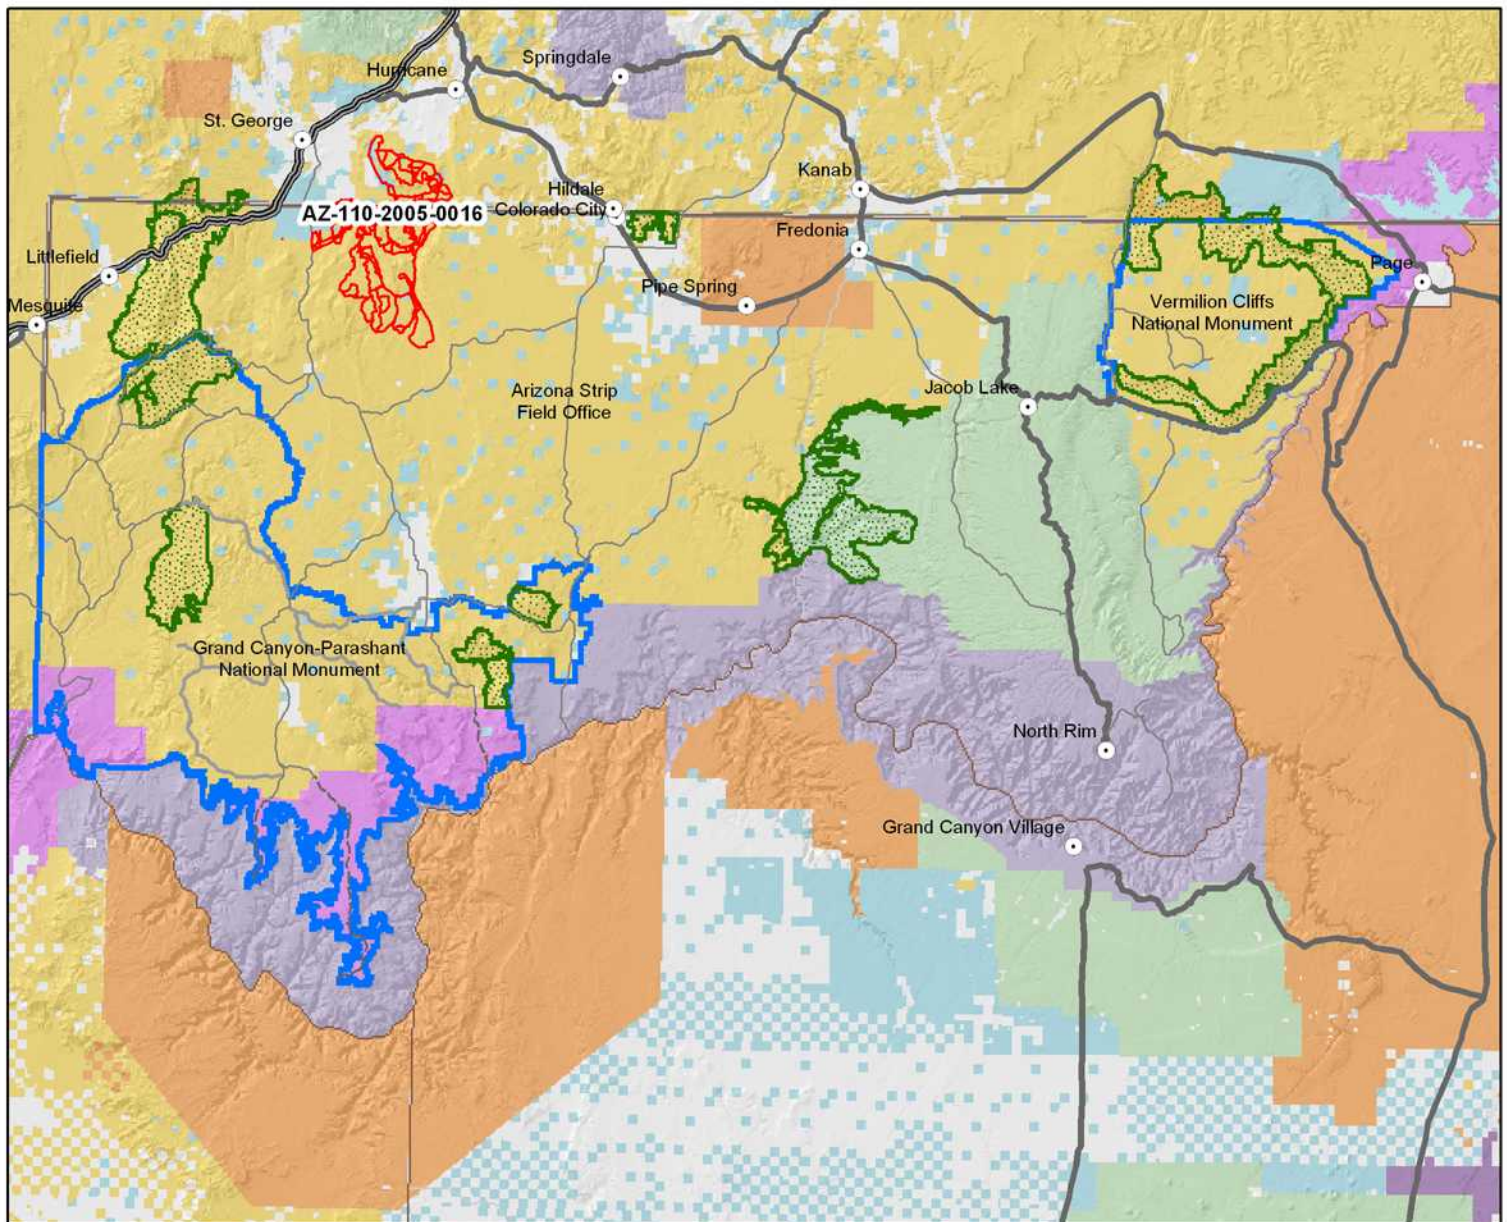 Springdale
Hurricane
St. George
Kanab
Hildale
AZ-110-2005-0016
Colorado City
Fredonia
Littlefield
Page
Pipe Spring
Mesquite
Vermilion Cliffs
National Monument
Jacob Lake
Arizona Strip
Field Office
Grand Canyon-Parashant
National Monument
North Rim
Grand Canyon Village